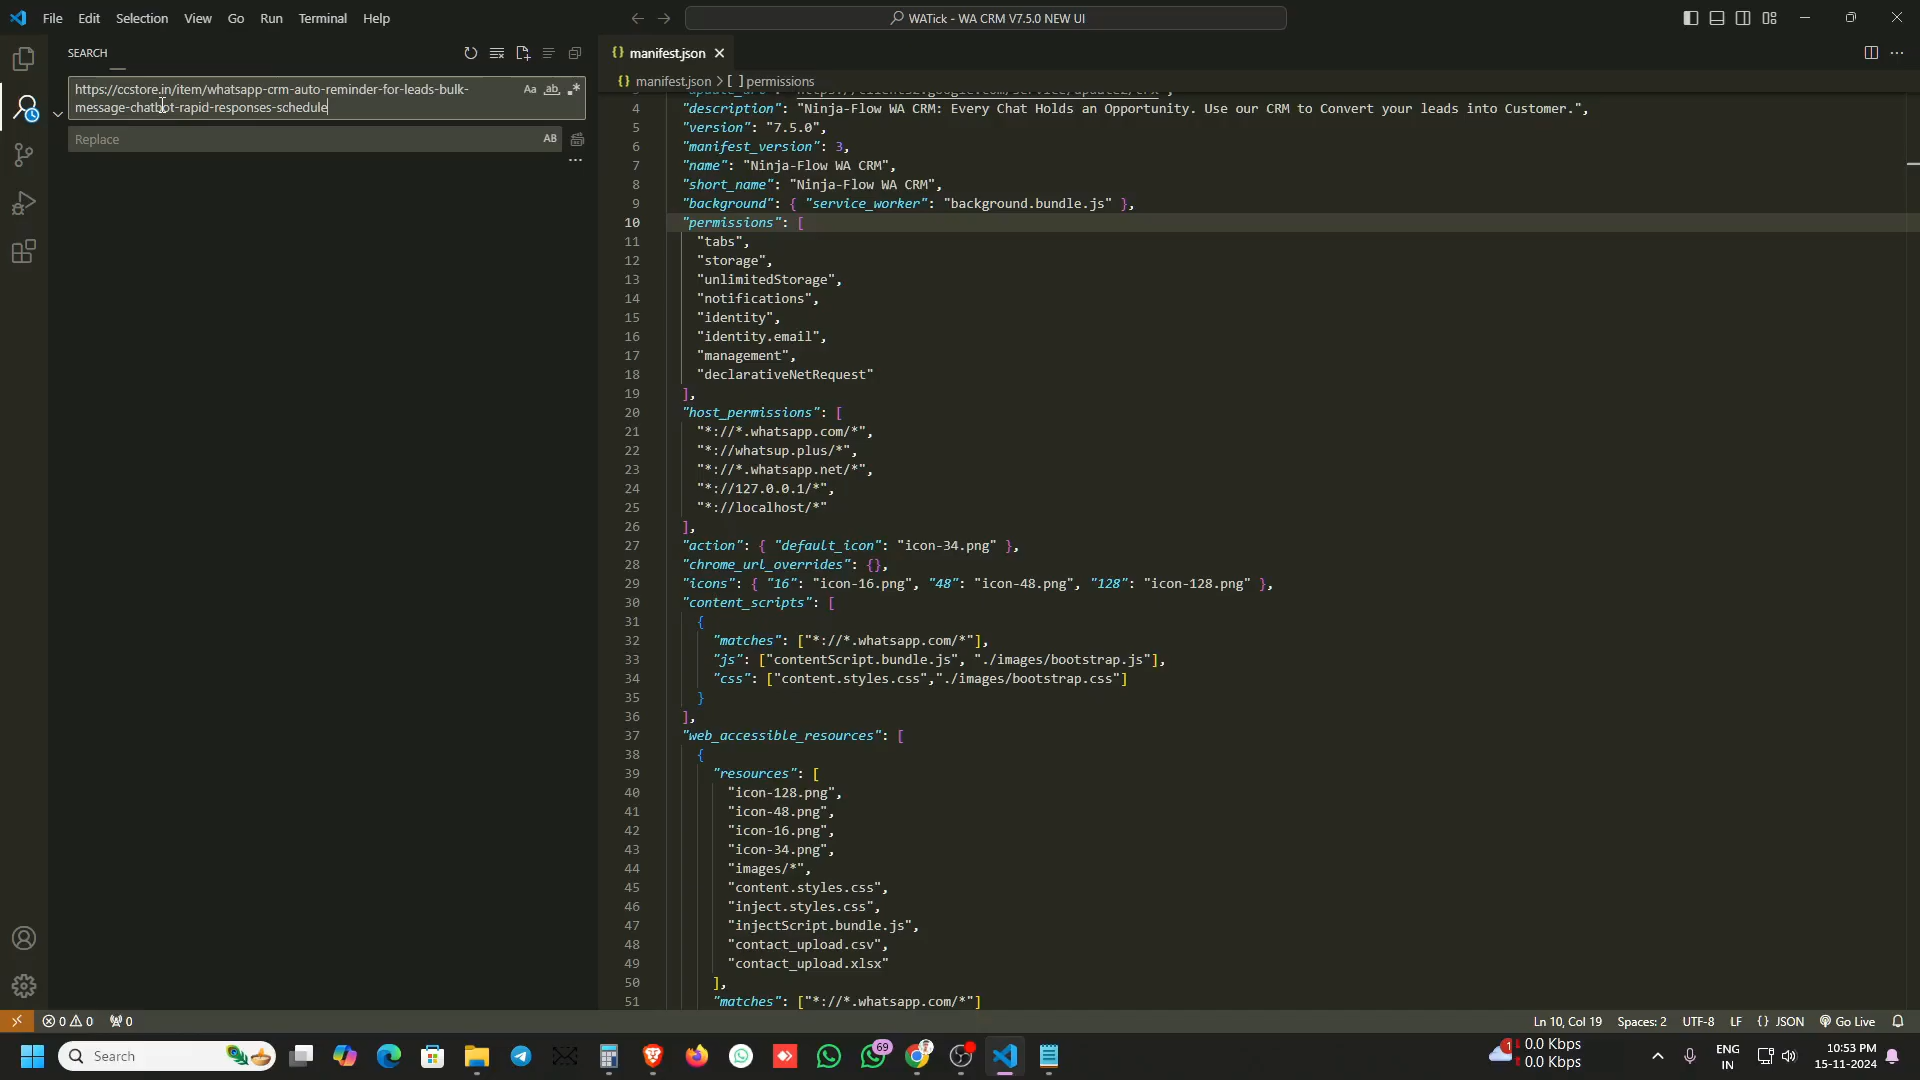 File Edit Selection View Go Run Terminal Help
WATick - WA CRM V7.5.0 NEW UI
SEARCH
https://ccstore.in/item/whatsapp-crm-auto-reminder-for-leads-bulk-
message-chatbot-rapid-responses-schedule
Aa ab
Replace
AB
manifest.json
manifest.json > [ ] permissions
4 "description": "Ninja-Flow WA CRM: Every Chat Holds an Opportunity. Use our CRM to Convert your leads into Customer.",
5 "version": "7.5.0",
6 "manifest_version": 3,
7 "name": "Ninja-Flow WA CRM",
8 "short_name": "Ninja-Flow WA CRM",
9 "background": { "service_worker": "background.bundle.js" },
10 "permissions": [
11 "tabs",
12 "storage",
13 "unlimitedStorage",
14 "notifications",
15 "identity",
16 "identity.email",
17 "management",
18 "declarativeNetRequest"
19 ],
20 "host_permissions": [
21 "*://*.whatsapp.com/*",
22 "*://whatsup.plus/*",
23 "*://*.whatsapp.net/*",
24 "*://127.0.0.1/*",
25 "*://localhost/*"
26 ],
27 "action": { "default_icon": "icon-34.png" },
28 "chrome_url_overrides": {},
29 "icons": { "16": "icon-16.png", "48": "icon-48.png", "128": "icon-128.png" },
30 "content_scripts": [
31 {
32 "matches": ["*://*.whatsapp.com/*"],
33 "js": ["contentScript.bundle.js", "./images/bootstrap.js"],
34 "css": ["content.styles.css","./images/bootstrap.css"]
35 }
36 ],
37 "web_accessible_resources": [
38 {
39 "resources": [
40 "icon-128.png",
41 "icon-48.png",
42 "icon-16.png",
43 "icon-34.png",
44 "images/*",
45 "content.styles.css",
46 "inject.styles.css",
47 "injectScript.bundle.js",
48 "contact_upload.csv",
49 "contact_upload.xlsx"
50 ],
51 "matches": ["*://*.whatsapp.com/*"]
0 0 0
Ln 10, Col 19 Spaces: 2 UTF-8 LF {} JSON Go Live
Search
69
1
0.0 Kbps
0.0 Kbps
ENG
IN
10:53 PM
15-11-2024